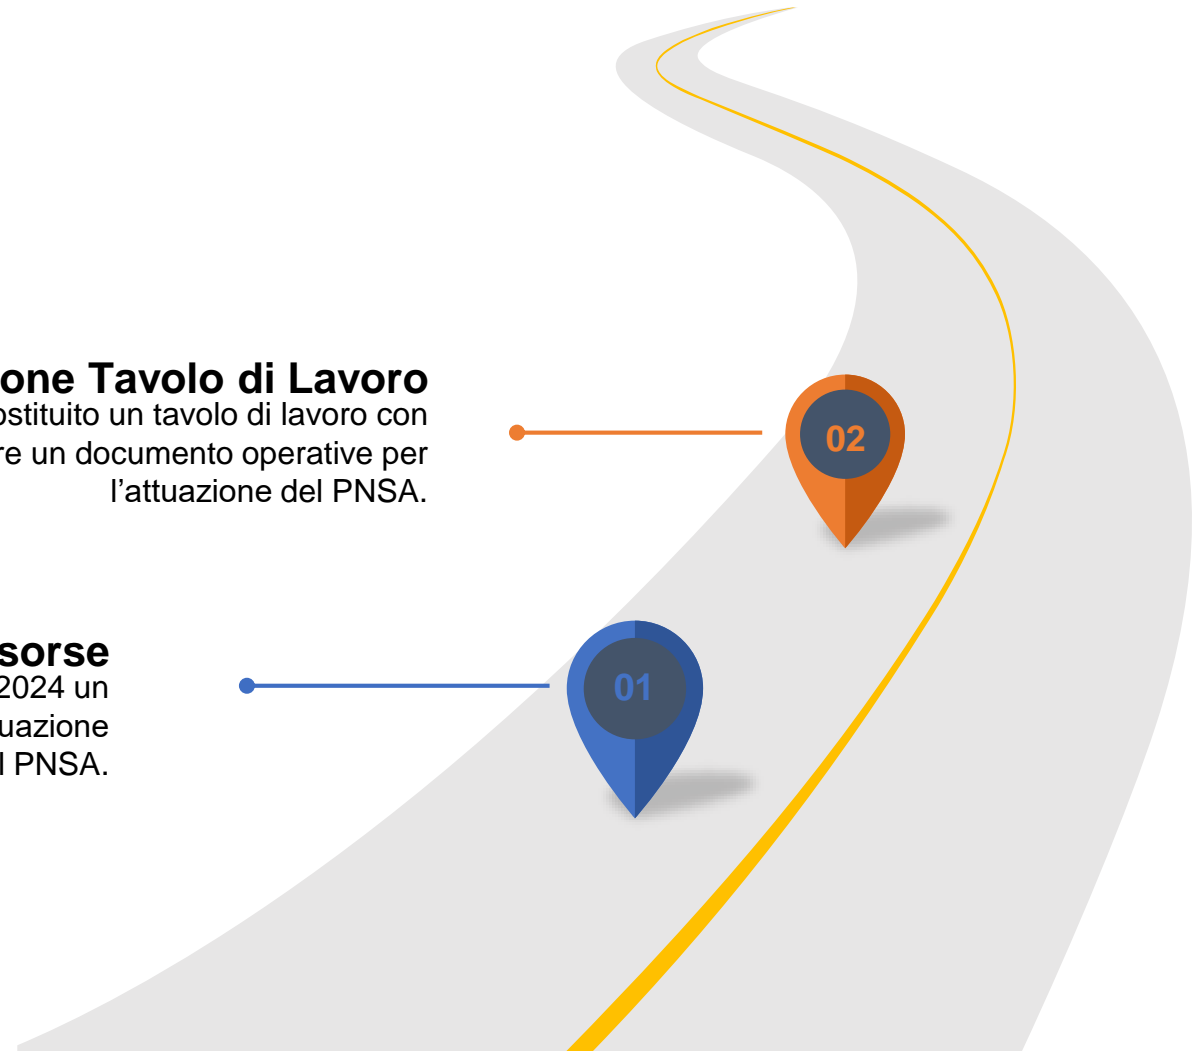 one Tavolo di Lavoro
ostituito un tavolo di lavoro con
re un documento operative per
l’attuazione del PNSA.
02
sorse
2024 un
uazione
l PNSA.
01